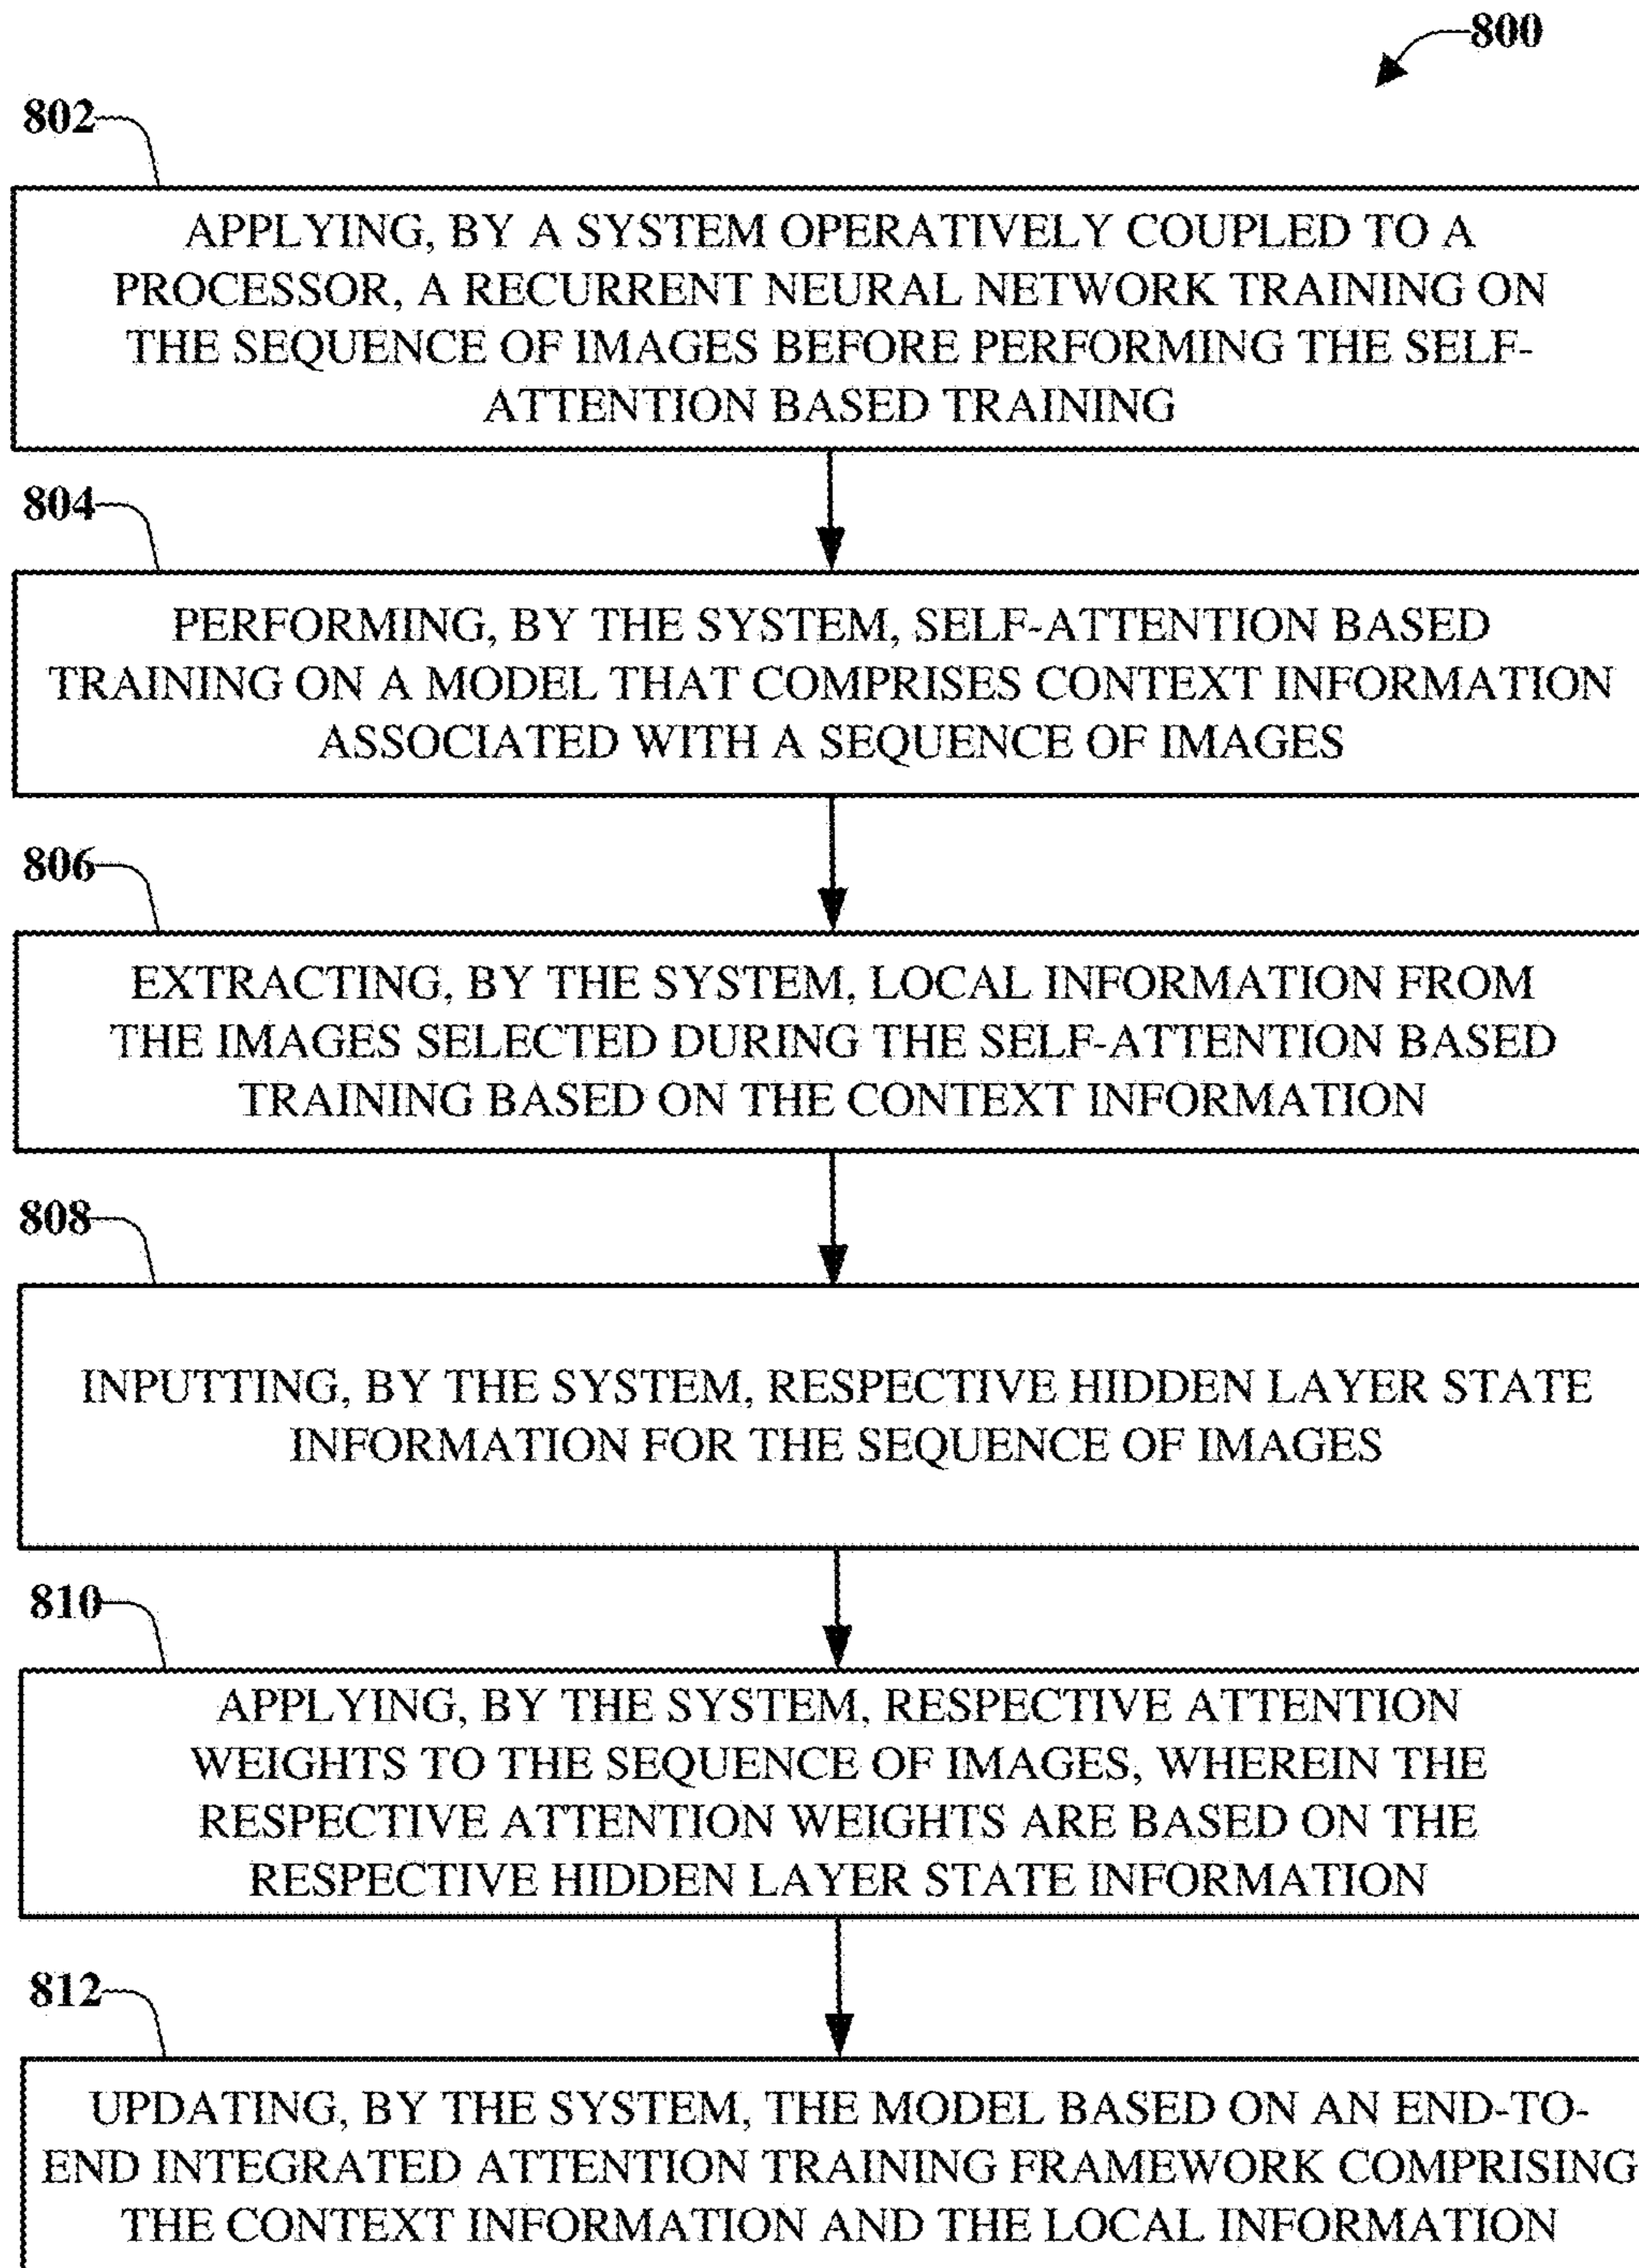 800
802
APPLYING, BY A SYSTEM OPERATIVELY COUPLED TO A
PROCESSOR, A RECURRENT NEURAL NETWORK TRAINING ON
THE SEQUENCE OF IMAGES BEFORE PERFORMING THE SELF-
ATTENTION BASED TRAINING
804
PERFORMING, BY THE SYSTEM, SELF-ATTENTION BASED
TRAINING ON A MODEL THAT COMPRISES CONTEXT INFORMATION
ASSOCIATED WITH A SEQUENCE OF IMAGES
806
EXTRACTING, BY THE SYSTEM, LOCAL INFORMATION FROM
THE IMAGES SELECTED DURING THE SELF-ATTENTION BASED
TRAINING BASED ON THE CONTEXT INFORMATION
808
INPUTTING, BY THE SYSTEM, RESPECTIVE HIDDEN LAYER STATE
INFORMATION FOR THE SEQUENCE OF IMAGES
810
APPLYING, BY THE SYSTEM, RESPECTIVE ATTENTION
WEIGHTS TO THE SEQUENCE OF IMAGES, WHEREIN THE
RESPECTIVE ATTENTION WEIGHTS ARE BASED ON THE
RESPECTIVE HIDDEN LAYER STATE INFORMATION
812
UPDATING, BY THE SYSTEM, THE MODEL BASED ON AN END-TO-
END INTEGRATED ATTENTION TRAINING FRAMEWORK COMPRISING
THE CONTEXT INFORMATION AND THE LOCAL INFORMATION